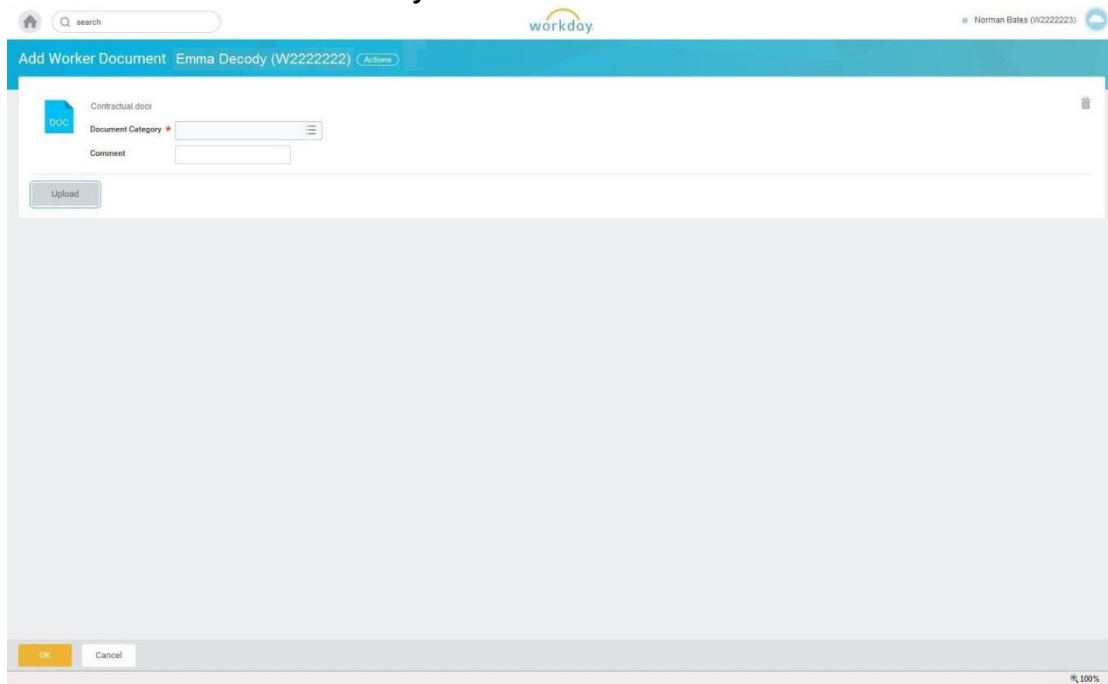 search
workday.
Norman Bates (W2222223)
Add Worker Document Emma Decody (W2222222) Actions
Contractual.docx
DOC
Document Category *
Comment
Upload
OK
Cancel
100%